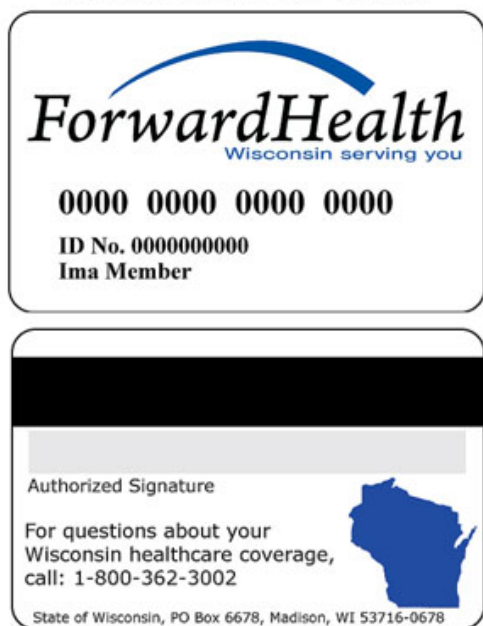 ForwardHealth
Wisconsin serving you
0000 0000 0000 0000
ID No. 0000000000
Ima Member
Authorized Signature
For questions about your
Wisconsin healthcare coverage,
call: 1-800-362-3002
State of Wisconsin, PO Box 6678, Madison, WI 53716-0678